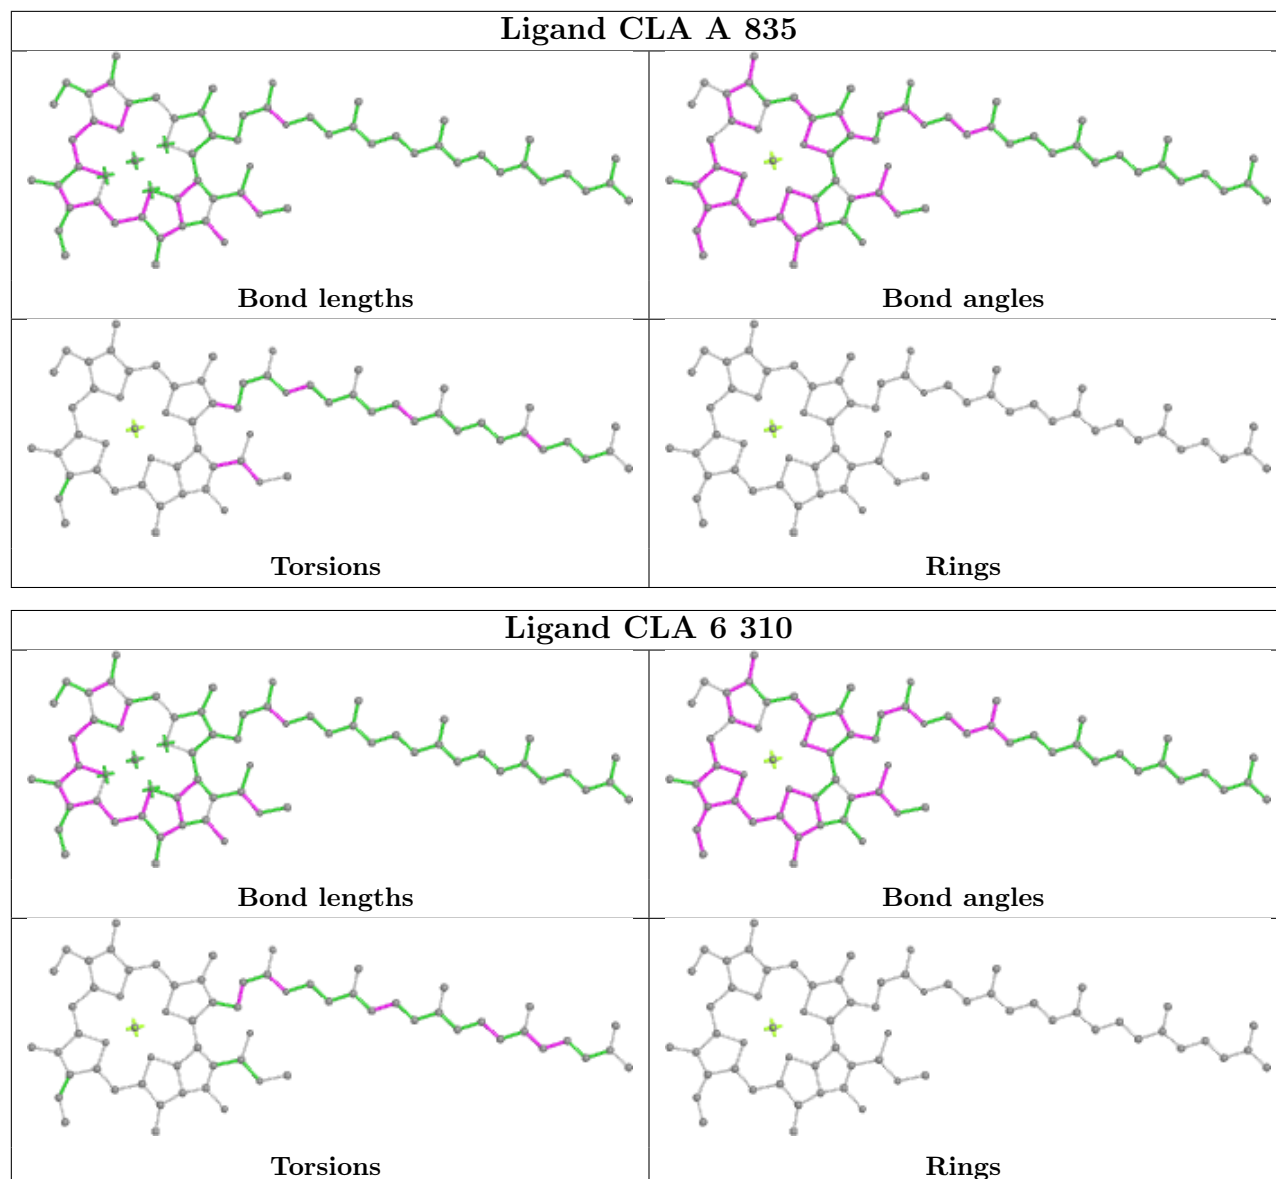 Ligand CLA A 835
Bond lengths
Bond angles
Torsions
Rings
Ligand CLA 6 310
Bond lengths
Bond angles
Torsions
Rings